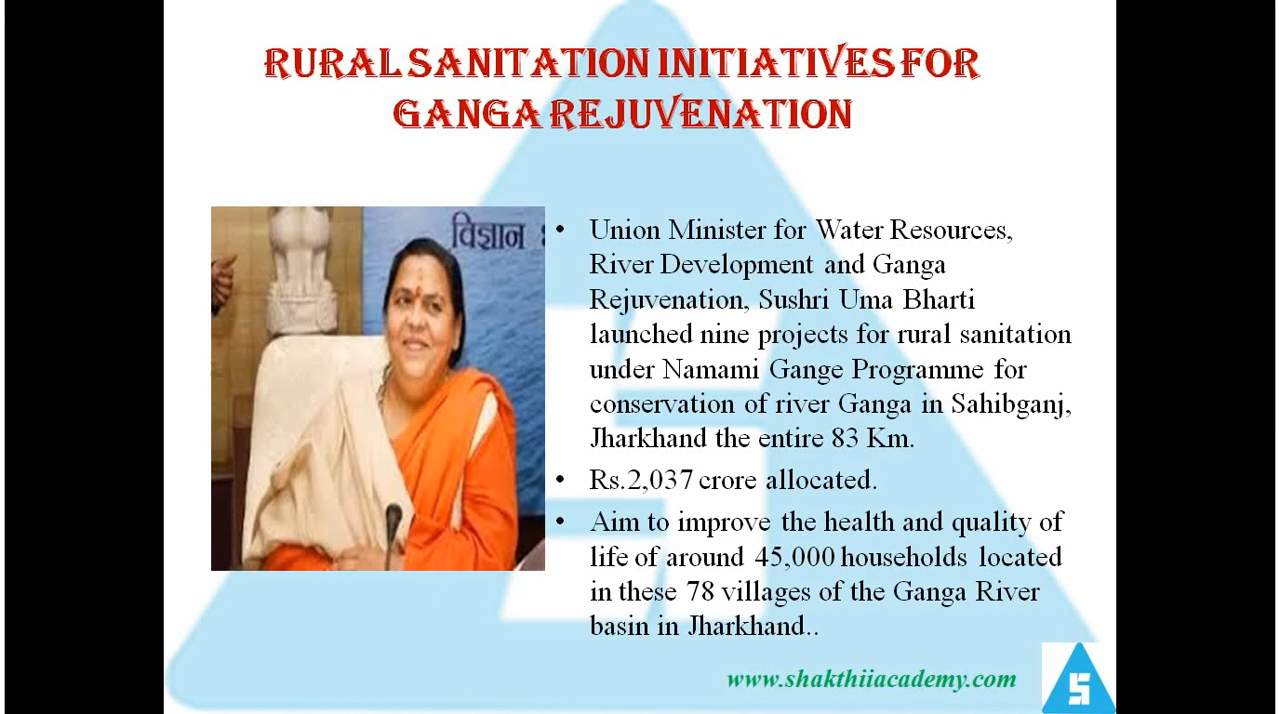 RURAL SANITATION INITIATIVES FOR
GANGA REJUVENATION
विज्ञान
• Union Minister for Water Resources,
River Development and Ganga
Rejuvenation, Sushri Uma Bharti
launched nine projects for rural sanitation
under Namami Gange Programme for
conservation of river Ganga in Sahibganj,
Jharkhand the entire 83 Km.
• Rs.2,037 crore allocated.
• Aim to improve the health and quality of
life of around 45,000 households located
in these 78 villages of the Ganga River
basin in Jharkhand..
www.shakthiiacademy.com
S